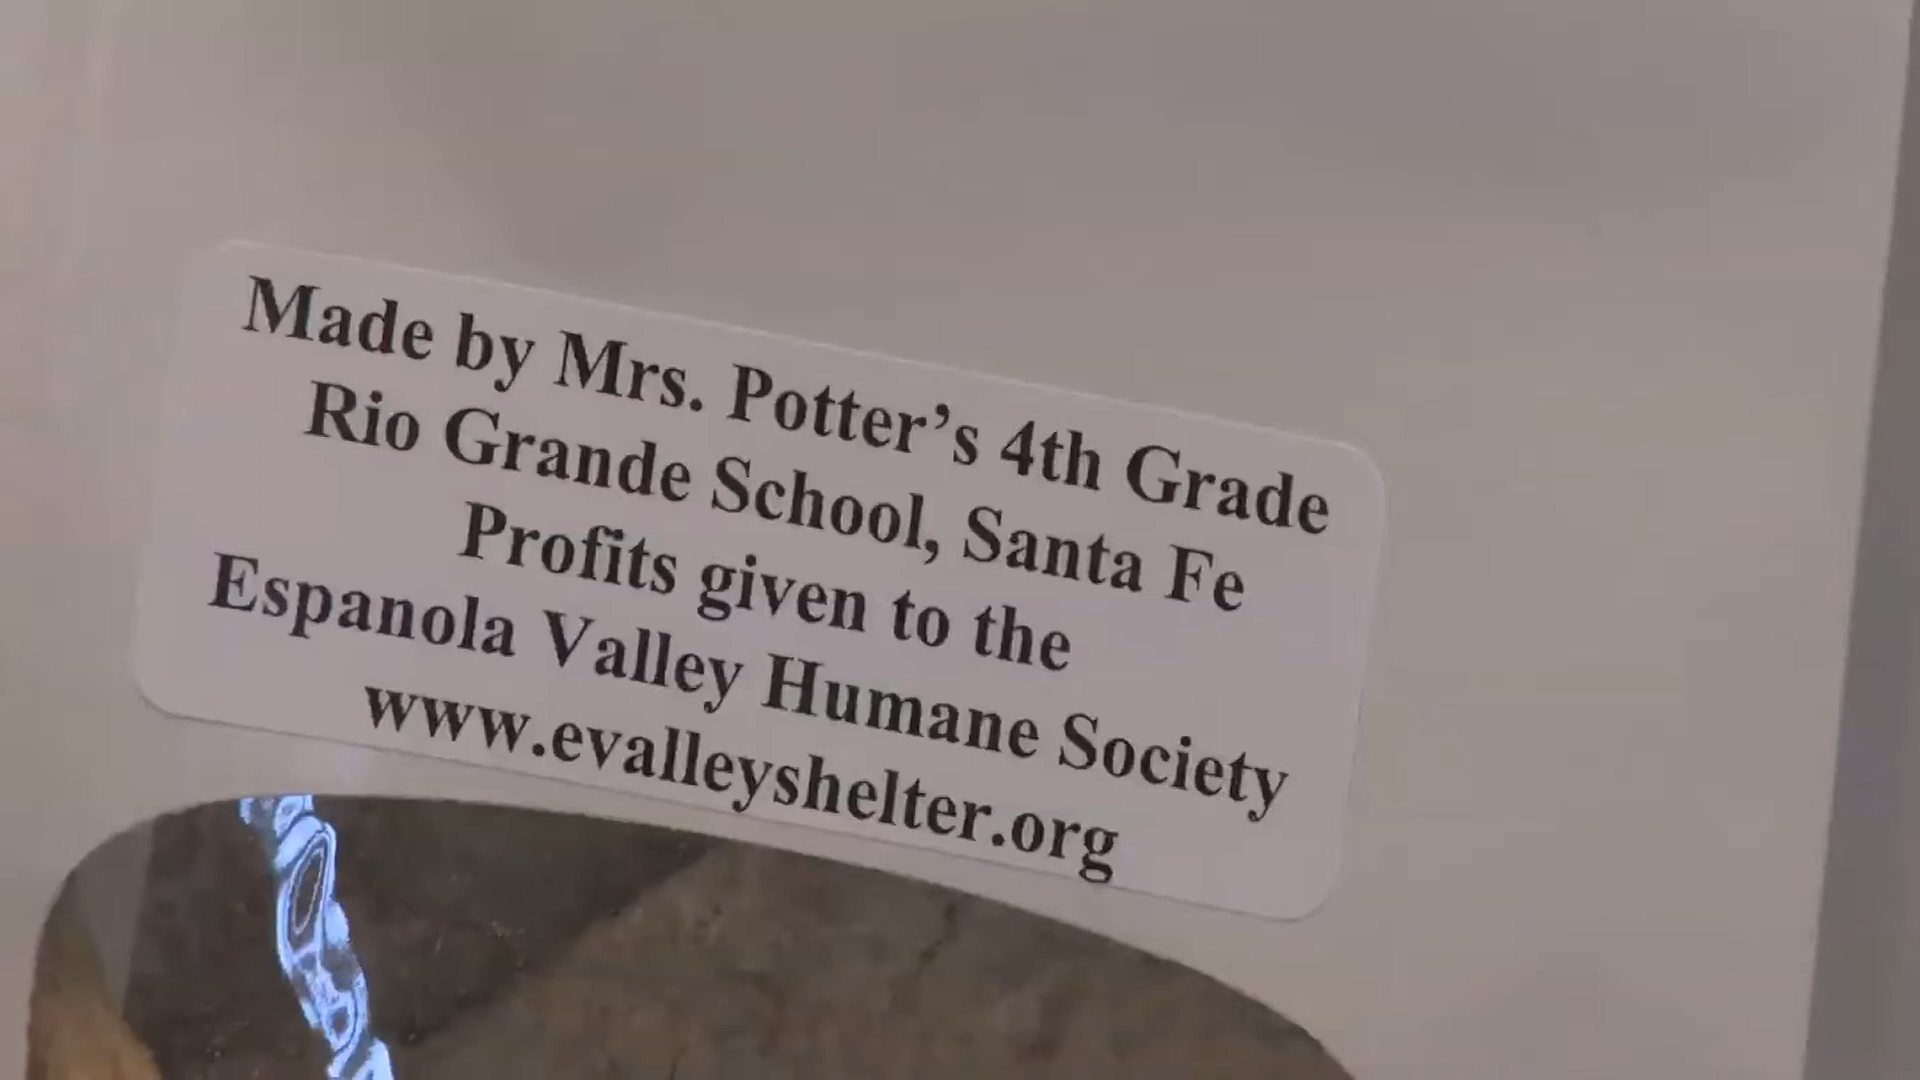 Made by Mrs. Potter’s 4th Grade
Rio Grande School, Santa Fe
Profits given to the
Espanola Valley Humane Society
www.evalleyshelter.org